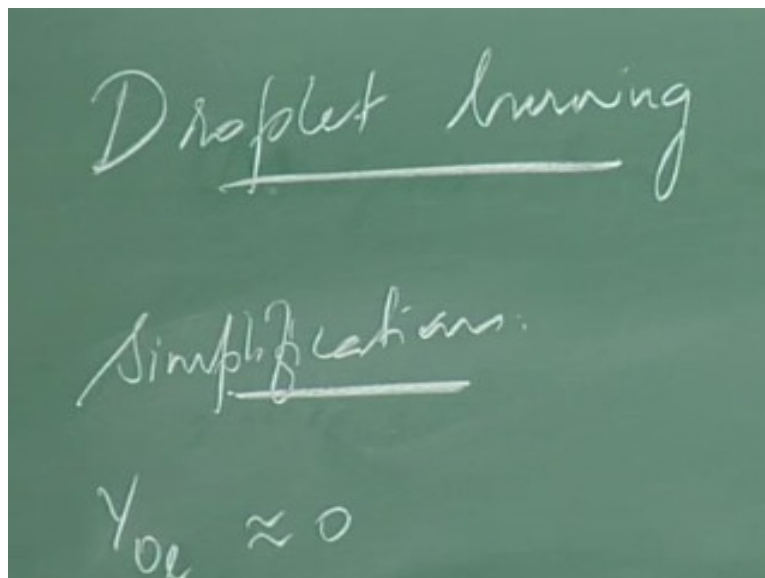 Droplet burning
Simplifications.
Y_Oe ≈ 0